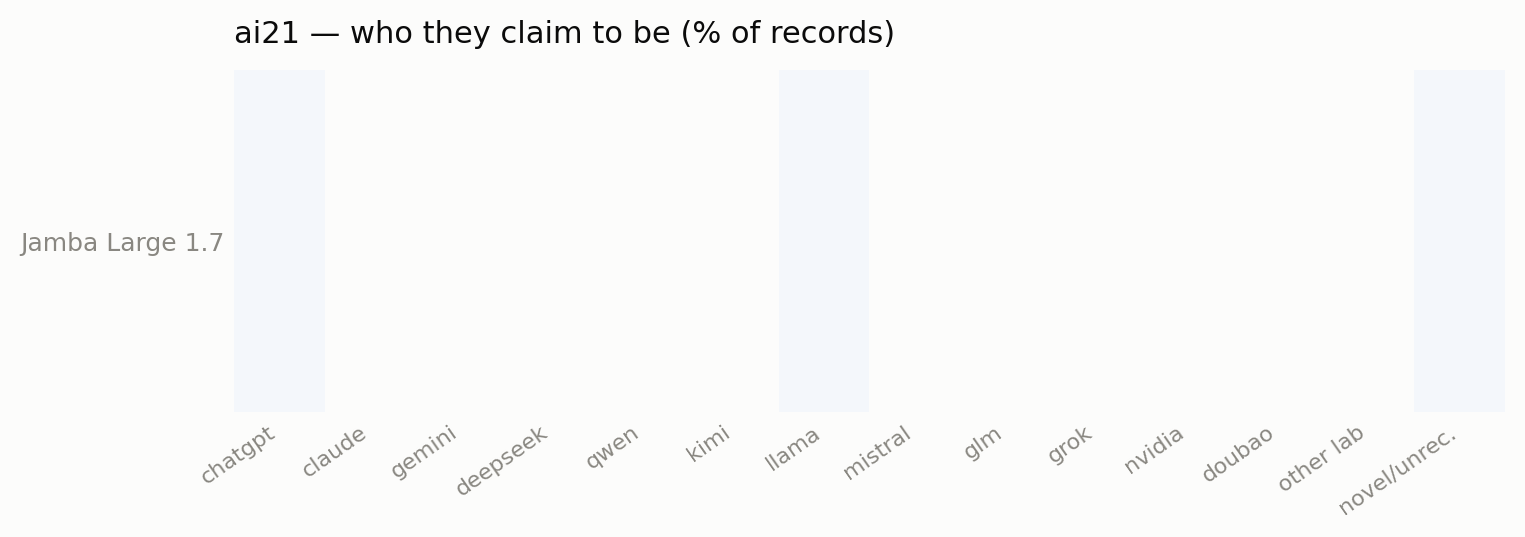 ai21 — who they claim to be (% of records)
Jamba Large 1.7
chatgpt
claude
gemini
deepseek
qwen
kimi
llama
mistral
glm
grok
nvidia
doubao
other lab
novel/unrec.